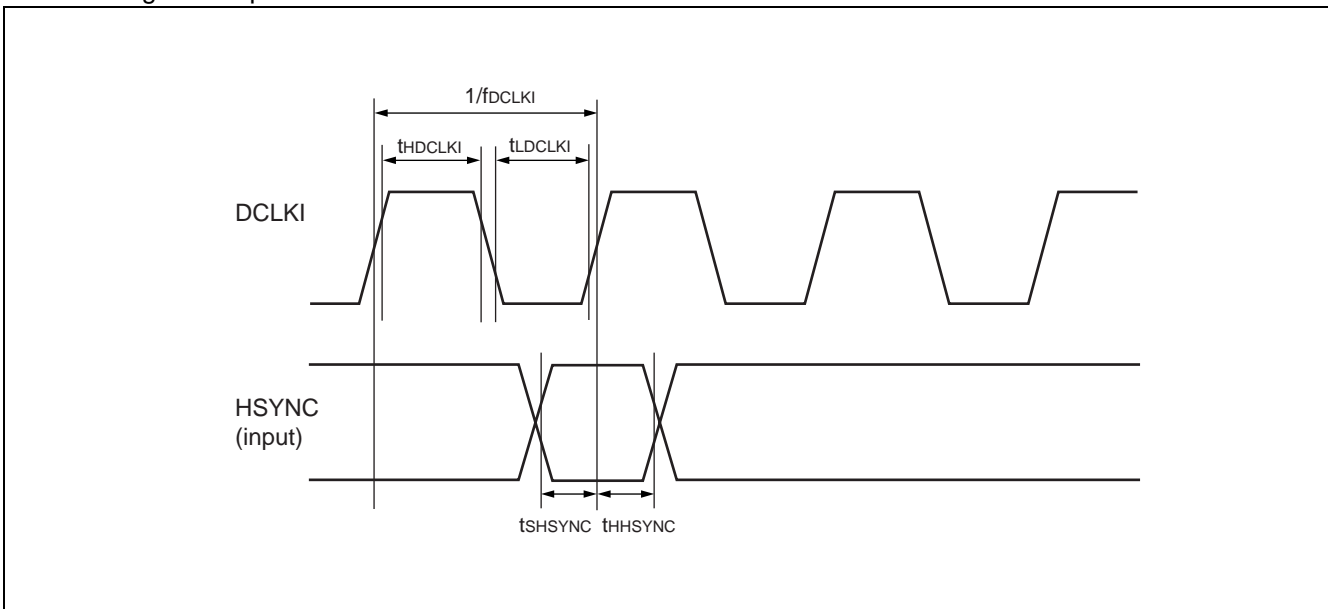 1/fDCLKI
tHDCLKI
tLDCLKI
DCLKI
HSYNC
(input)
tSHSYNC
tHHSYNC